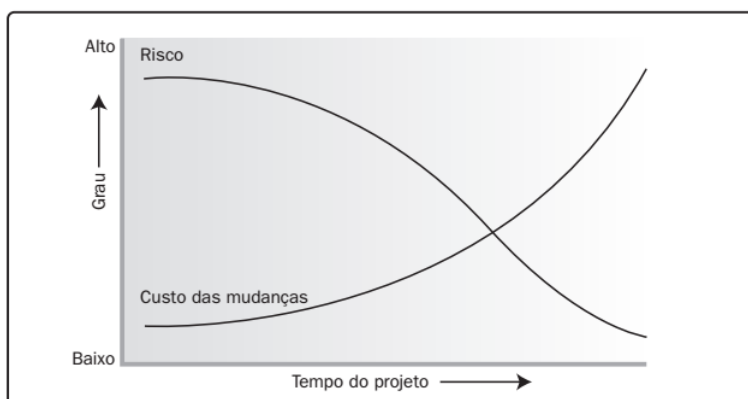 Alto
Risco
Grau
Custo das mudanças
Baixo
Tempo do projeto